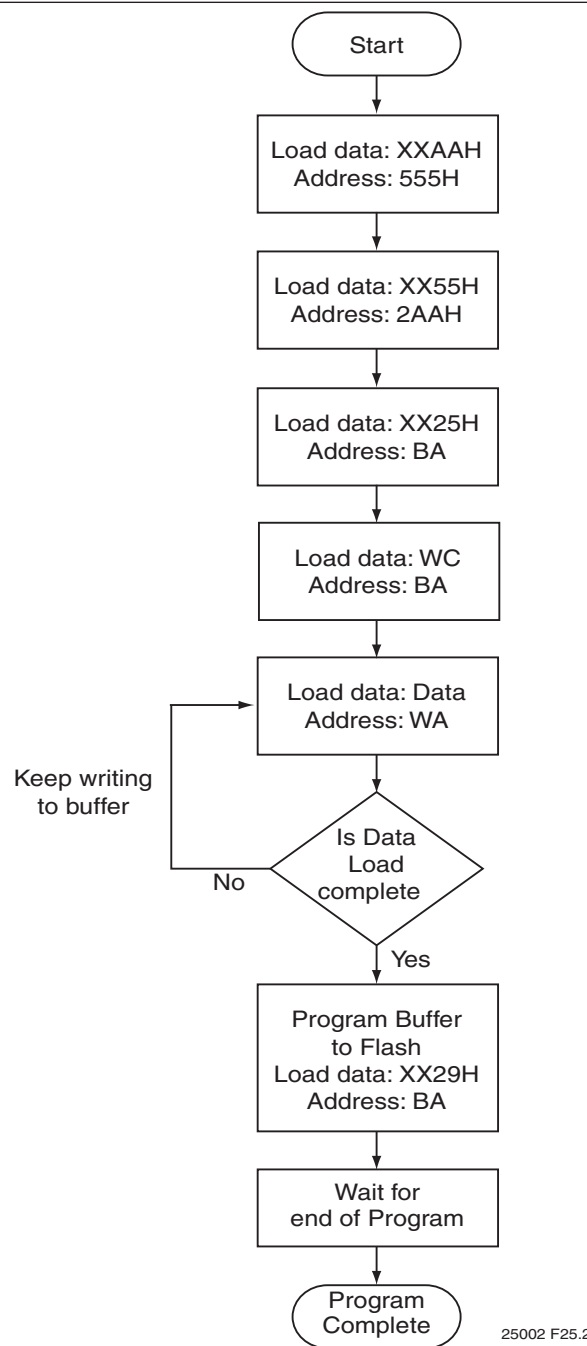 Start
Load data: XXAAH
Address: 555H
Load data: XX55H
Address: 2AAH
Load data: XX25H
Address: BA
Load data: WC
Address: BA
Load data: Data
Address: WA
Keep writing
to buffer
Is Data
Load
complete
No
Yes
Program Buffer
to Flash
Load data: XX29H
Address: BA
Wait for
end of Program
Program
Complete
25002 F25.2